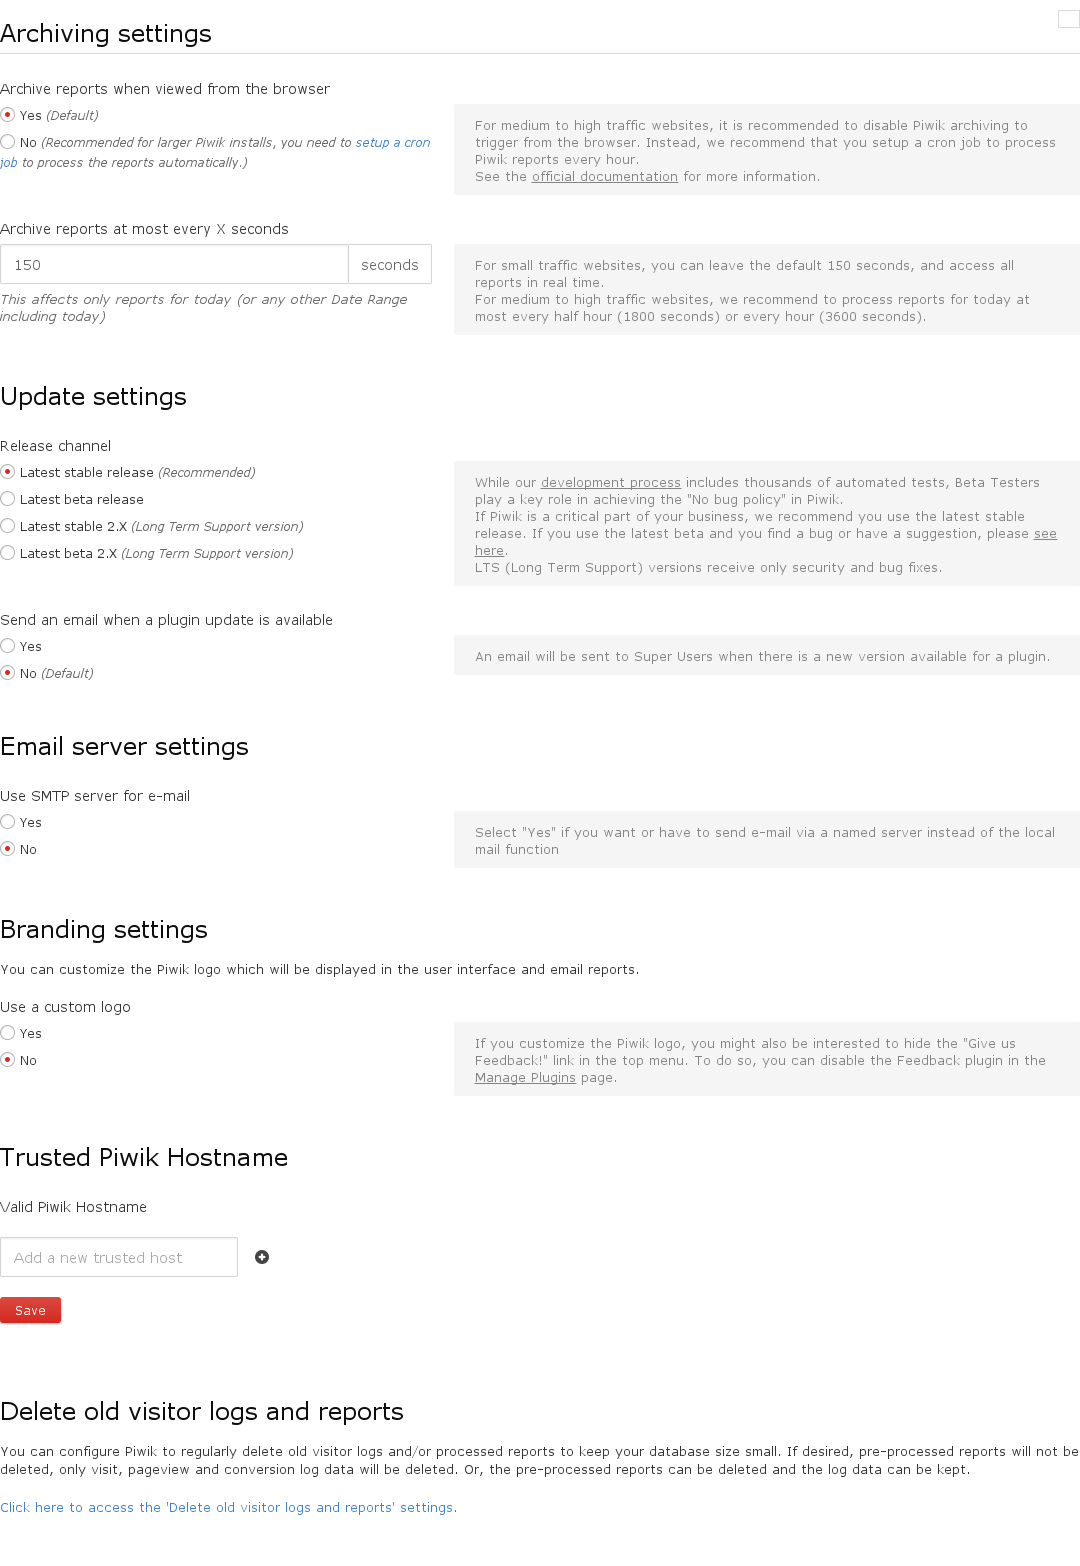 Archiving settings
Archive reports when viewed from the browser
Yes (Default)
No (Recommended for larger Piwik installs, you need to setup a cron
job to process the reports automatically.)
For medium to high traffic websites, it is recommended to disable Piwik archiving to
trigger from the browser. Instead, we recommend that you setup a cron job to process
Piwik reports every hour.
See the official documentation for more information.
Archive reports at most every X seconds
150
seconds
This affects only reports for today (or any other Date Range
including today)
For small traffic websites, you can leave the default 150 seconds, and access all
reports in real time.
For medium to high traffic websites, we recommend to process reports for today at
most every half hour (1800 seconds) or every hour (3600 seconds).
Update settings
Release channel
Latest stable release (Recommended)
Latest beta release
Latest stable 2.X (Long Term Support version)
Latest beta 2.X (Long Term Support version)
While our development process includes thousands of automated tests, Beta Testers
play a key role in achieving the "No bug policy" in Piwik.
If Piwik is a critical part of your business, we recommend you use the latest stable
release. If you use the latest beta and you find a bug or have a suggestion, please see
here.
LTS (Long Term Support) versions receive only security and bug fixes.
Send an email when a plugin update is available
Yes
No (Default)
An email will be sent to Super Users when there is a new version available for a plugin.
Email server settings
Use SMTP server for e-mail
Yes
No
Select "Yes" if you want or have to send e-mail via a named server instead of the local
mail function
Branding settings
You can customize the Piwik logo which will be displayed in the user interface and email reports.
Use a custom logo
Yes
No
If you customize the Piwik logo, you might also be interested to hide the "Give us
Feedback!" link in the top menu. To do so, you can disable the Feedback plugin in the
Manage Plugins page.
Trusted Piwik Hostname
Valid Piwik Hostname
Add a new trusted host
Save
Delete old visitor logs and reports
You can configure Piwik to regularly delete old visitor logs and/or processed reports to keep your database size small. If desired, pre-processed reports will not be
deleted, only visit, pageview and conversion log data will be deleted. Or, the pre-processed reports can be deleted and the log data can be kept.
Click here to access the 'Delete old visitor logs and reports' settings.